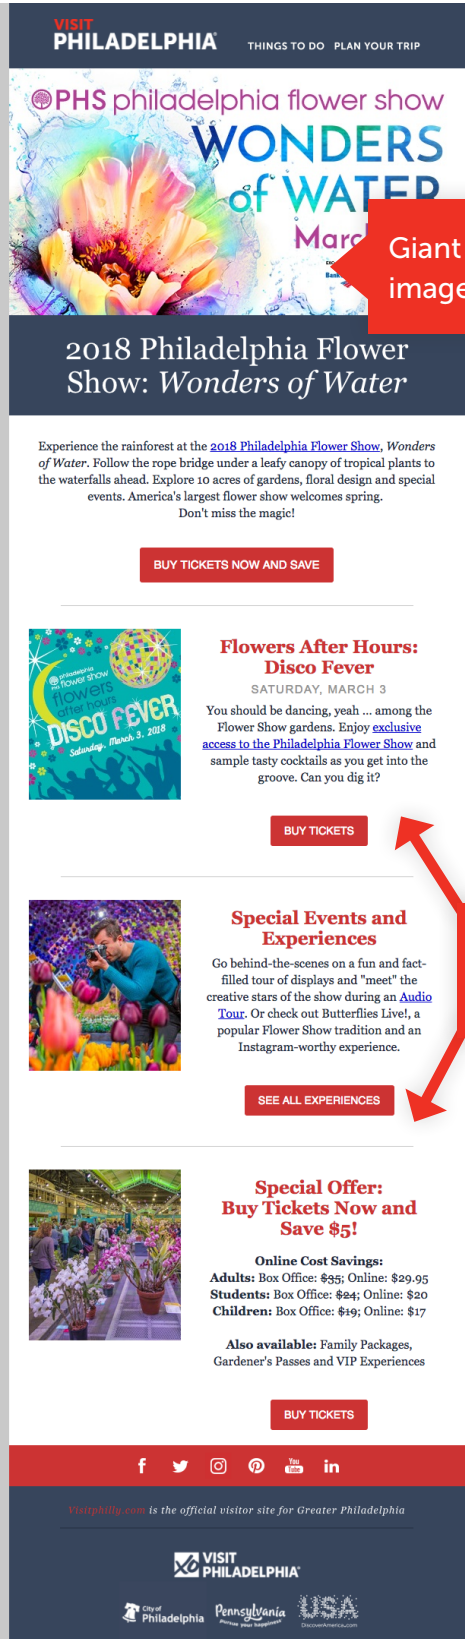 VISIT
PHILADELPHIA®
THINGS TO DO PLAN YOUR TRIP
PHS philadelphia flower show
WONDERS
of WATER
Marc
Giant
image
2018 Philadelphia Flower
Show: Wonders of Water
Experience the rainforest at the 2018 Philadelphia Flower Show, Wonders
of Water. Follow the rope bridge under a leafy canopy of tropical plants to
the waterfalls ahead. Explore 10 acres of gardens, floral design and special
events. America's largest flower show welcomes spring.
Don't miss the magic!
BUY TICKETS NOW AND SAVE
PHS philadelphia
flower show
flowers
after hours
DISCO FEVER
Saturday, March 3, 2018
Flowers After Hours:
Disco Fever
SATURDAY, MARCH 3
You should be dancing, yeah ... among the
Flower Show gardens. Enjoy exclusive
access to the Philadelphia Flower Show and
sample tasty cocktails as you get into the
groove. Can you dig it?
BUY TICKETS
Special Events and
Experiences
Go behind-the-scenes on a fun and fact-
filled tour of displays and "meet" the
creative stars of the show during an Audio
Tour. Or check out Butterflies Live!, a
popular Flower Show tradition and an
Instagram-worthy experience.
SEE ALL EXPERIENCES
Special Offer:
Buy Tickets Now and
Save $5!
Online Cost Savings:
Adults: Box Office: $35; Online: $29.95
Students: Box Office: $24; Online: $20
Children: Box Office: $19; Online: $17
Also available: Family Packages,
Gardener's Passes and VIP Experiences
BUY TICKETS
You
Tube
Visitphilly.com is the official visitor site for Greater Philadelphia
VISIT
PHILADELPHIA®
City of
Philadelphia
Pennsylvania
pursue your happiness
USA
DiscoverAmerica.com